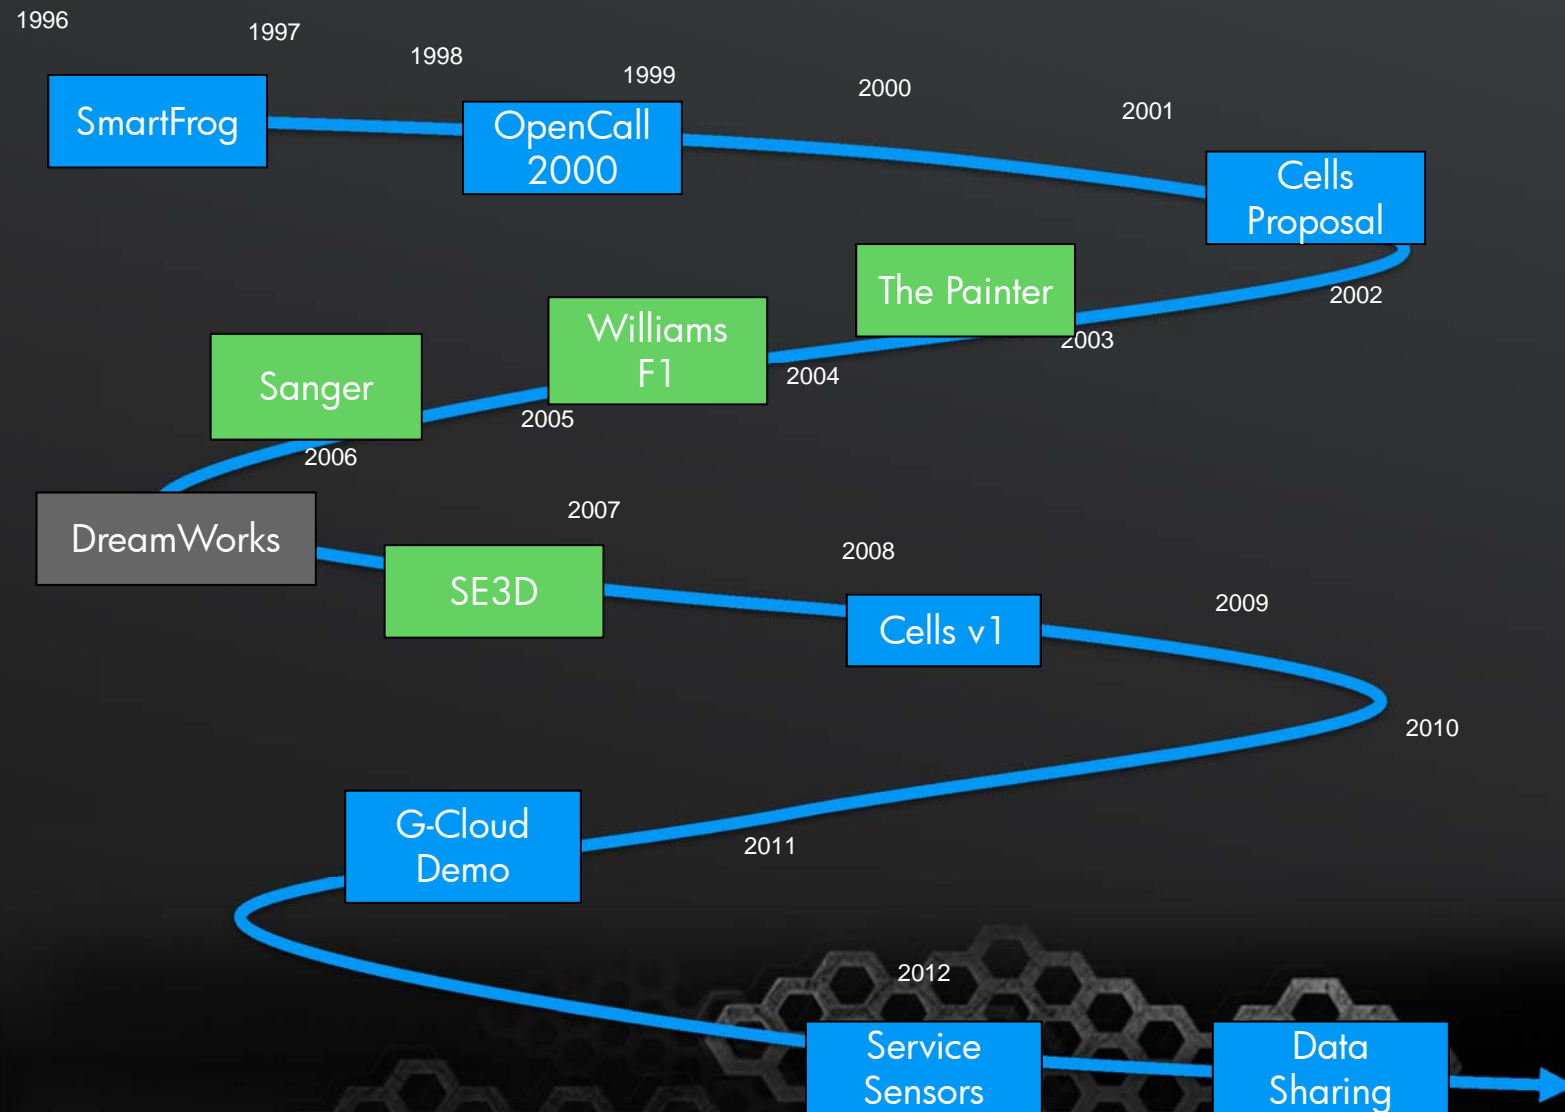 1996
1997
1998
1999
2000
2001
SmartFrog
OpenCall
2000
Cells
Proposal
2002
The Painter
2003
Williams
F1
2004
Sanger
2005
2006
DreamWorks
2007
SE3D
2008
Cells v1
2009
2010
G-Cloud
Demo
2011
2012
Service
Sensors
Data
Sharing